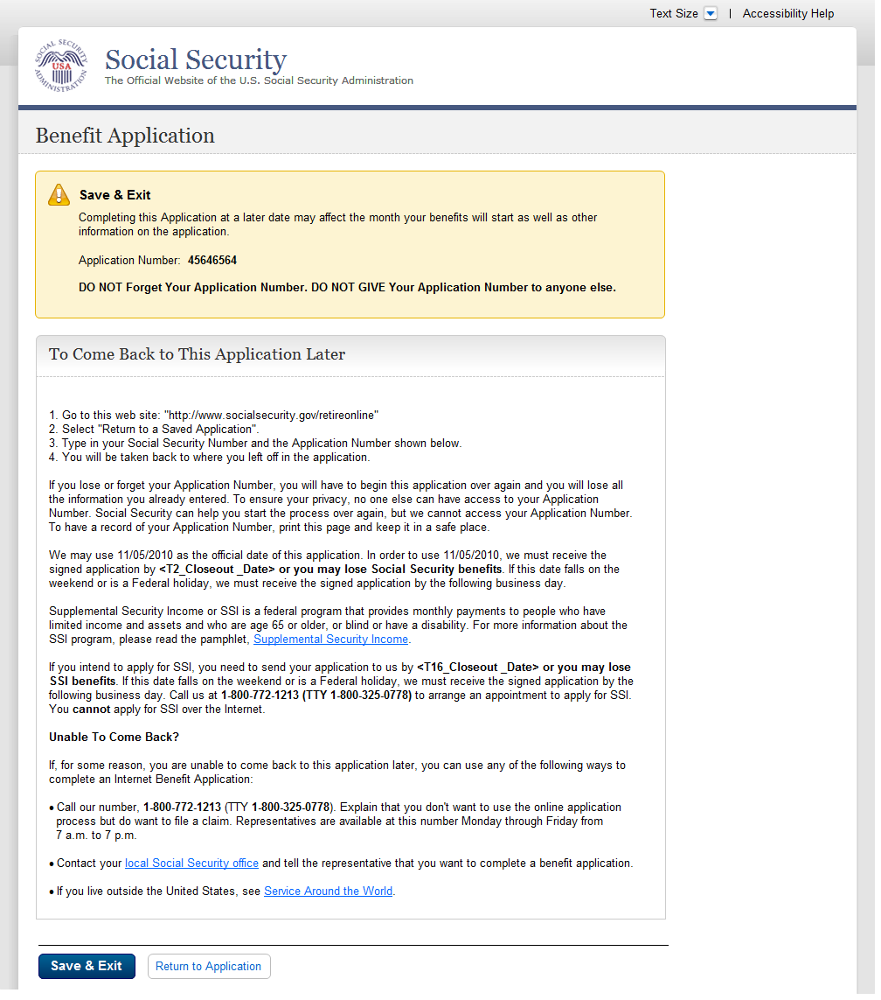 Text Size | Accessibility Help
SOCIAL SECURITY ADMINISTRATION
USA
Social Security
The Official Website of the U.S. Social Security Administration
Benefit Application
Save & Exit
Completing this Application at a later date may affect the month your benefits will start as well as other
information on the application.
Application Number: 45646564
DO NOT Forget Your Application Number. DO NOT GIVE Your Application Number to anyone else.
To Come Back to This Application Later
1. Go to this web site: "http://www.socialsecurity.gov/retireonline"
2. Select "Return to a Saved Application".
3. Type in your Social Security Number and the Application Number shown below.
4. You will be taken back to where you left off in the application.
If you lose or forget your Application Number, you will have to begin this application over again and you will lose all
the information you already entered. To ensure your privacy, no one else can have access to your Application
Number. Social Security can help you start the process over again, but we cannot access your Application Number.
To have a record of your Application Number, print this page and keep it in a safe place.
We may use 11/05/2010 as the official date of this application. In order to use 11/05/2010, we must receive the
signed application by <T2_Closeout _Date> or you may lose Social Security benefits. If this date falls on the
weekend or is a Federal holiday, we must receive the signed application by the following business day.
Supplemental Security Income or SSI is a federal program that provides monthly payments to people who have
limited income and assets and who are age 65 or older, or blind or have a disability. For more information about the
SSI program, please read the pamphlet, Supplemental Security Income.
If you intend to apply for SSI, you need to send your application to us by <T16_Closeout _Date> or you may lose
SSI benefits. If this date falls on the weekend or is a Federal holiday, we must receive the signed application by the
following business day. Call us at 1-800-772-1213 (TTY 1-800-325-0778) to arrange an appointment to apply for SSI.
You cannot apply for SSI over the Internet.
Unable To Come Back?
If, for some reason, you are unable to come back to this application later, you can use any of the following ways to
complete an Internet Benefit Application:
• Call our number, 1-800-772-1213 (TTY 1-800-325-0778). Explain that you don't want to use the online application
process but do want to file a claim. Representatives are available at this number Monday through Friday from
7 a.m. to 7 p.m.
• Contact your local Social Security office and tell the representative that you want to complete a benefit application.
• If you live outside the United States, see Service Around the World.
Save & Exit
Return to Application